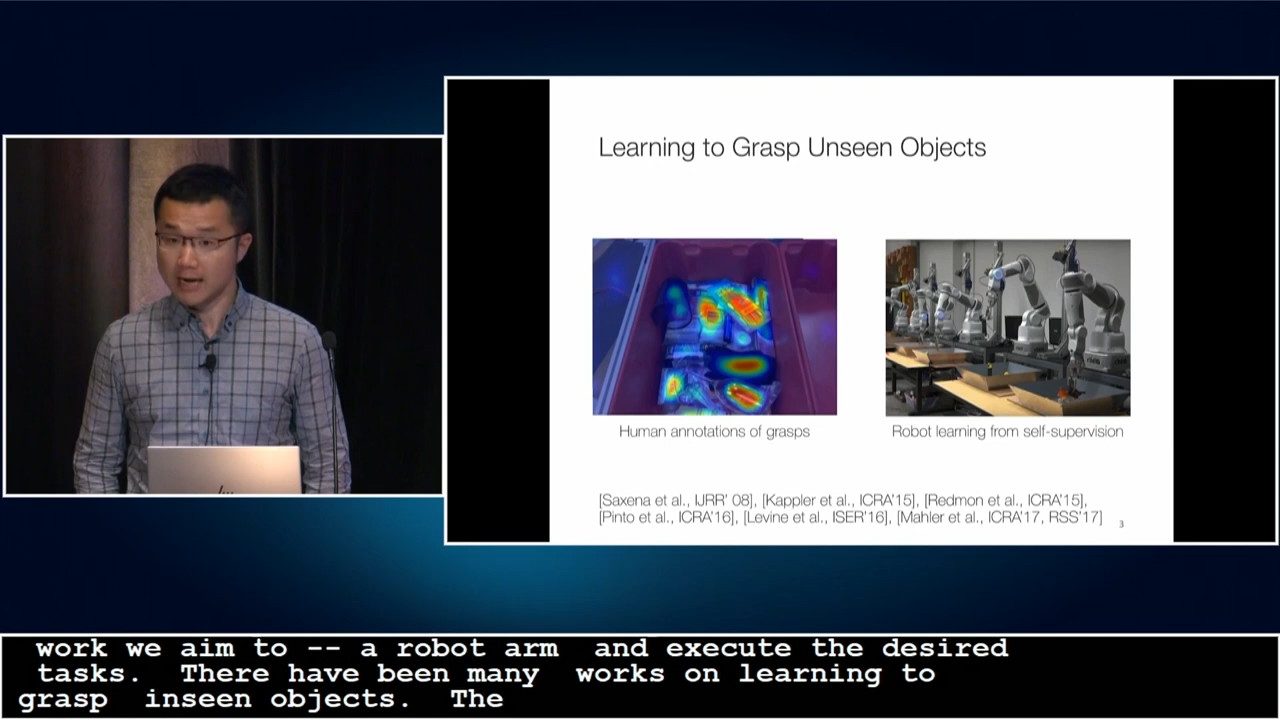 Learning to Grasp Unseen Objects
Human annotations of grasps
Robot learning from self-supervision
[Saxena et al., IJRR' 08], [Kappler et al., ICRA'15], [Redmon et al., ICRA'15],
[Pinto et al., ICRA'16], [Levine et al., ISER'16], [Mahler et al., ICRA'17, RSS'17]
3
work we aim to -- a robot arm and execute the desired
tasks. There have been many works on learning to
grasp inseen objects. The